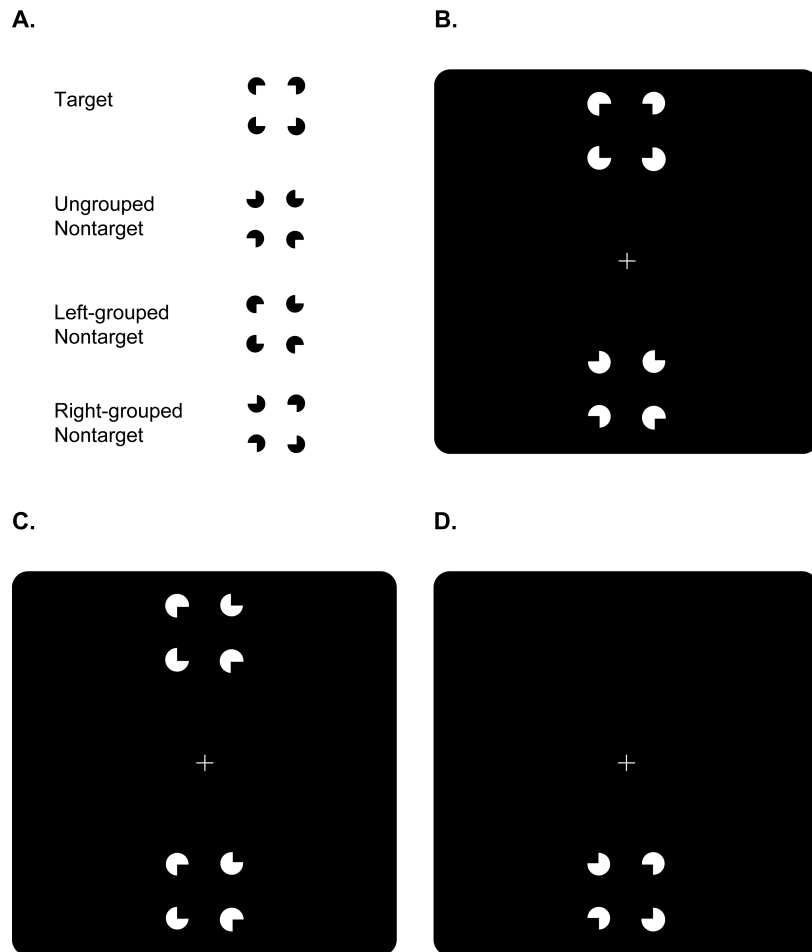 A.
Target
Ungrouped
Nontarget
Left-grouped
Nontarget
Right-grouped
Nontarget
B.
C.
D.